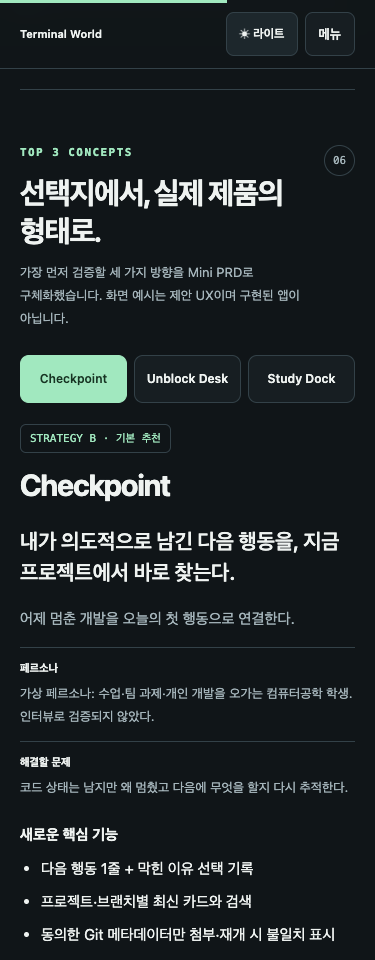 Terminal World
☀ 라이트
메뉴
TOP 3 CONCEPTS
06
선택지에서, 실제 제품의
형태로.
가장 먼저 검증할 세 가지 방향을 Mini PRD로
구체화했습니다. 화면 예시는 제안 UX이며 구현된 앱이
아닙니다.
Checkpoint
Unblock Desk
Study Dock
STRATEGY B · 기본 추천
Checkpoint
내가 의도적으로 남긴 다음 행동을, 지금
프로젝트에서 바로 찾는다.
어제 멈춘 개발을 오늘의 첫 행동으로 연결한다.
페르소나
가상 페르소나: 수업·팀 과제·개인 개발을 오가는 컴퓨터공학 학생.
인터뷰로 검증되지 않았다.
해결할 문제
코드 상태는 남지만 왜 멈췄고 다음에 무엇을 할지 다시 추적한다.
새로운 핵심 기능
• 다음 행동 1줄 + 막힌 이유 선택 기록
• 프로젝트·브랜치별 최신 카드와 검색
• 동의한 Git 메타데이터만 첨부·재개 시 불일치 표시